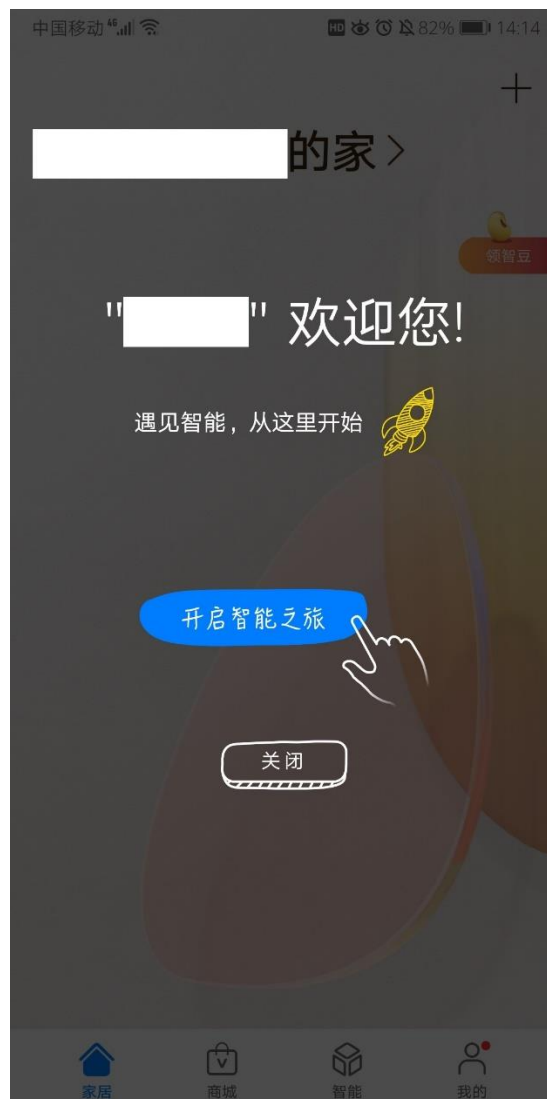 中国移动 4G HD 82% 14:14
的家 >
领智豆
"" 欢迎您!
遇见智能，从这里开始
开启智能之旅
关闭
家居 商城 智能 我的